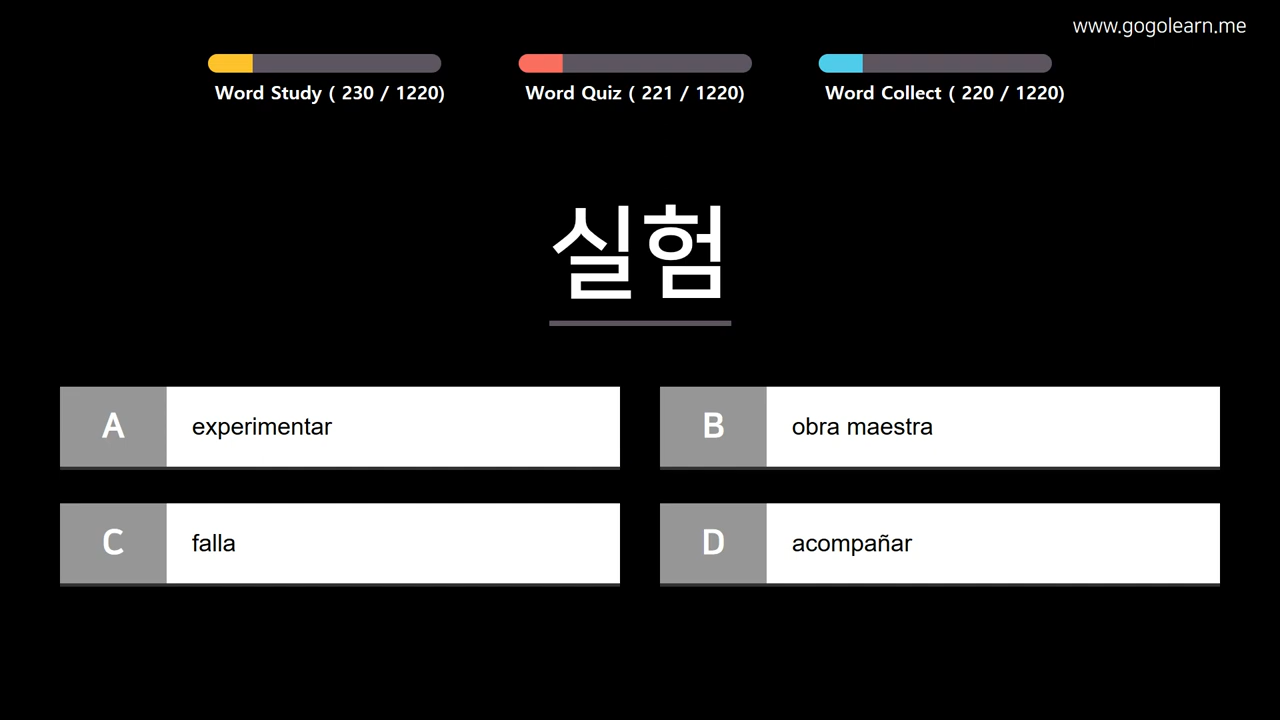 www.gogolearn.me
Word Study ( 230 / 1220)
Word Quiz ( 221 / 1220)
Word Collect ( 220 / 1220)
실험
A experimentar
B obra maestra
C falla
D acompañar